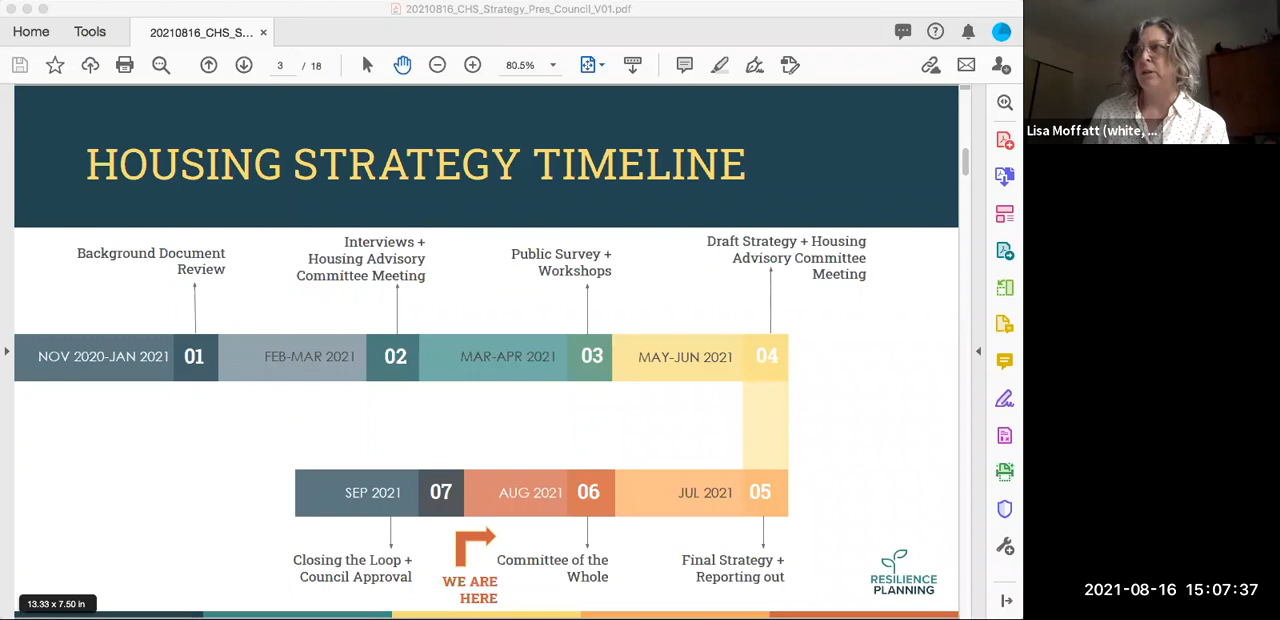 20210816_CHS_Strategy_Pres_Council_V01.pdf
Home
Tools
20210816_CHS_S...
×
3 / 18
80.5%
HOUSING STRATEGY TIMELINE
Background Document
Review
Interviews +
Housing Advisory
Committee Meeting
Public Survey +
Workshops
Draft Strategy + Housing
Advisory Committee
Meeting
NOV 2020-JAN 2021 01
FEB-MAR 2021 02
MAR-APR 2021 03
MAY-JUN 2021 04
SEP 2021 07
AUG 2021 06
JUL 2021 05
Closing the Loop +
Council Approval
WE ARE
HERE
Committee of the
Whole
Final Strategy +
Reporting out
RESILIENCE
PLANNING
13.33 x 7.50 in
Lisa Moffatt (white, ...
2021-08-16 15:07:37